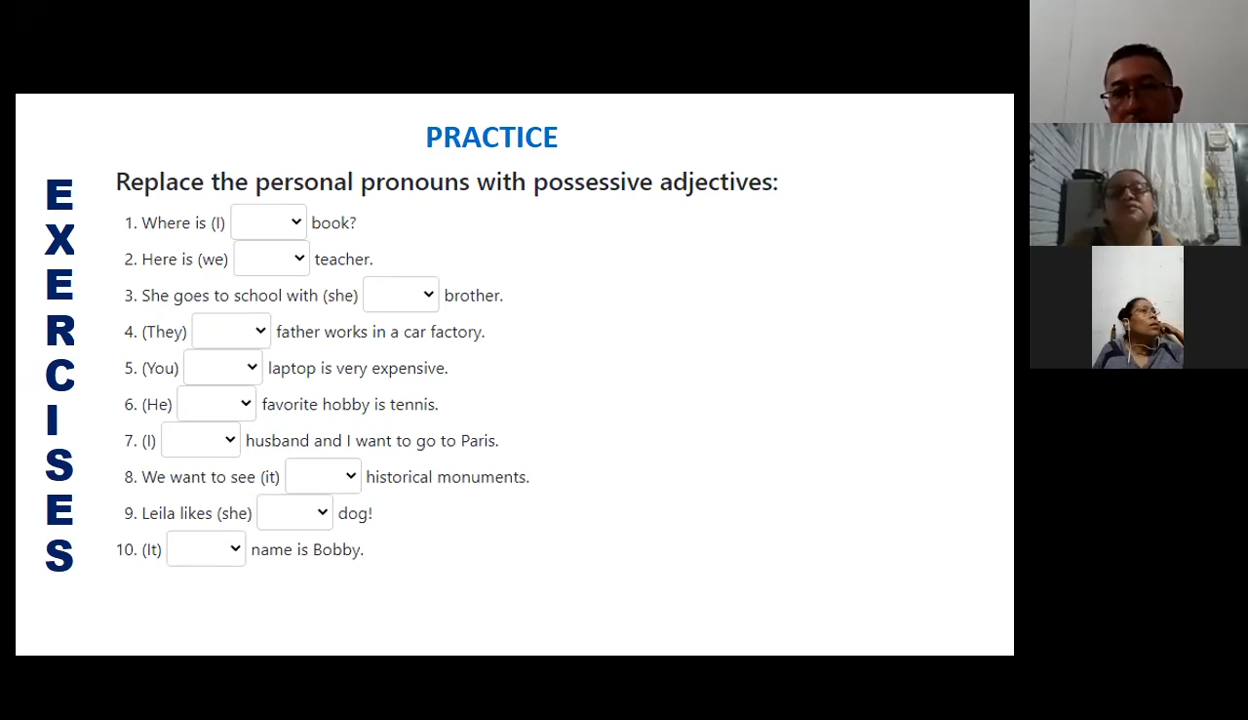 PRACTICE
EXERCISES
Replace the personal pronouns with possessive adjectives:
1. Where is (I) book?
2. Here is (we) teacher.
3. She goes to school with (she) brother.
4. (They) father works in a car factory.
5. (You) laptop is very expensive.
6. (He) favorite hobby is tennis.
7. (I) husband and I want to go to Paris.
8. We want to see (it) historical monuments.
9. Leila likes (she) dog!
10. (It) name is Bobby.